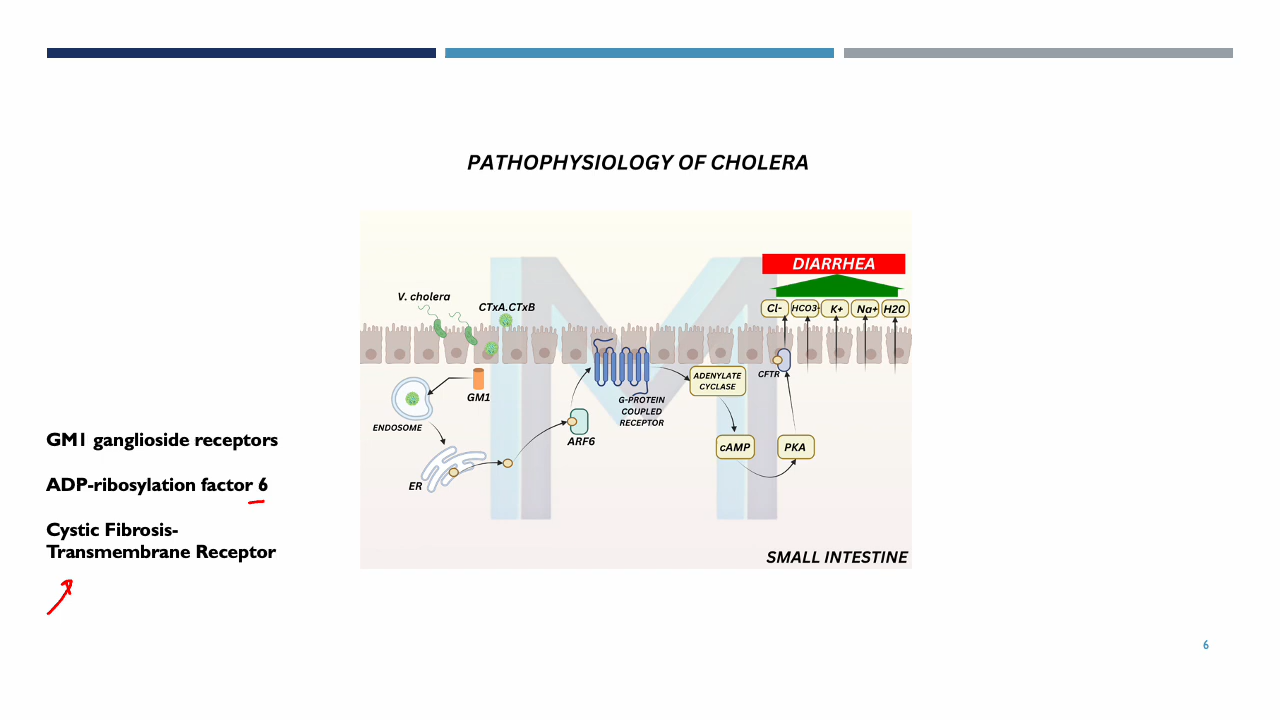 PATHOPHYSIOLOGY OF CHOLERA
DIARRHEA
Cl-
HCO3-
K+
Na+
H20
V. cholera
CTxA.CTxB
GM1
ENDOSOME
ER
ARF6
G-PROTEIN
COUPLED
RECEPTOR
ADENYLATE
CYCLASE
cAMP
PKA
CFTR
SMALL INTESTINE
GM1 ganglioside receptors
ADP-ribosylation factor 6
Cystic Fibrosis-
Transmembrane Receptor
6